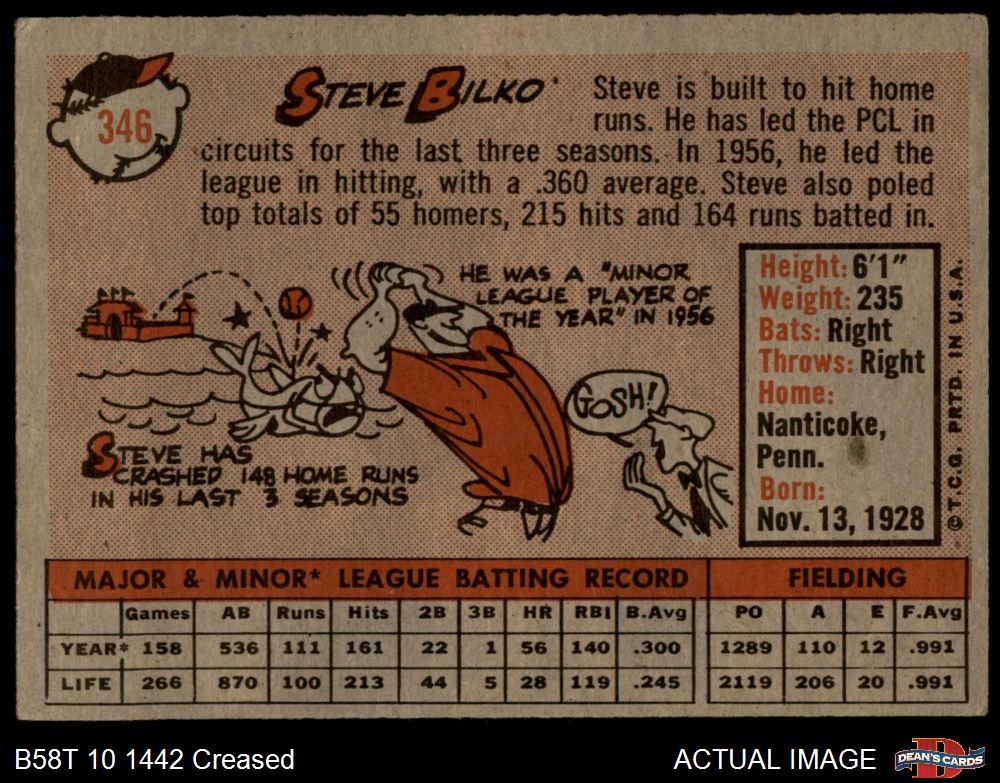 346
STEVE BILKO
Steve is built to hit home
runs. He has led the PCL in
circuits for the last three seasons. In 1956, he led the
league in hitting, with a .360 average. Steve also poled
top totals of 55 homers, 215 hits and 164 runs batted in.
HE WAS A "MINOR
LEAGUE PLAYER OF
THE YEAR" IN 1956
GOSH!
STEVE HAS
CRASHED 148 HOME RUNS
IN HIS LAST 3 SEASONS
Height: 6'1"
Weight: 235
Bats: Right
Throws: Right
Home:
Nanticoke,
Penn.
Born:
Nov. 13, 1928
© T.C.G. PRTD. IN U.S.A.
MAJOR & MINOR* LEAGUE BATTING RECORD FIELDING
Games AB Runs Hits 2B 3B HR RBI B.Avg PO A E F.Avg
YEAR* 158 536 111 161 22 1 56 140 .300 1289 110 12 .991
LIFE 266 870 100 213 44 5 28 119 .245 2119 206 20 .991
B58T 10 1442 Creased
ACTUAL IMAGE
D
DEAN'S CARDS